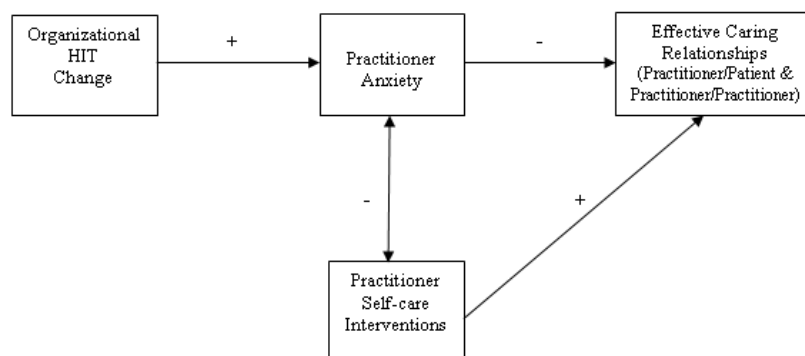 Organizational
HIT
Change
+
Practitioner
Anxiety
-
Effective Caring
Relationships
(Practitioner/Patient &
Practitioner/Practitioner)
-
+
Practitioner
Self-care
Interventions